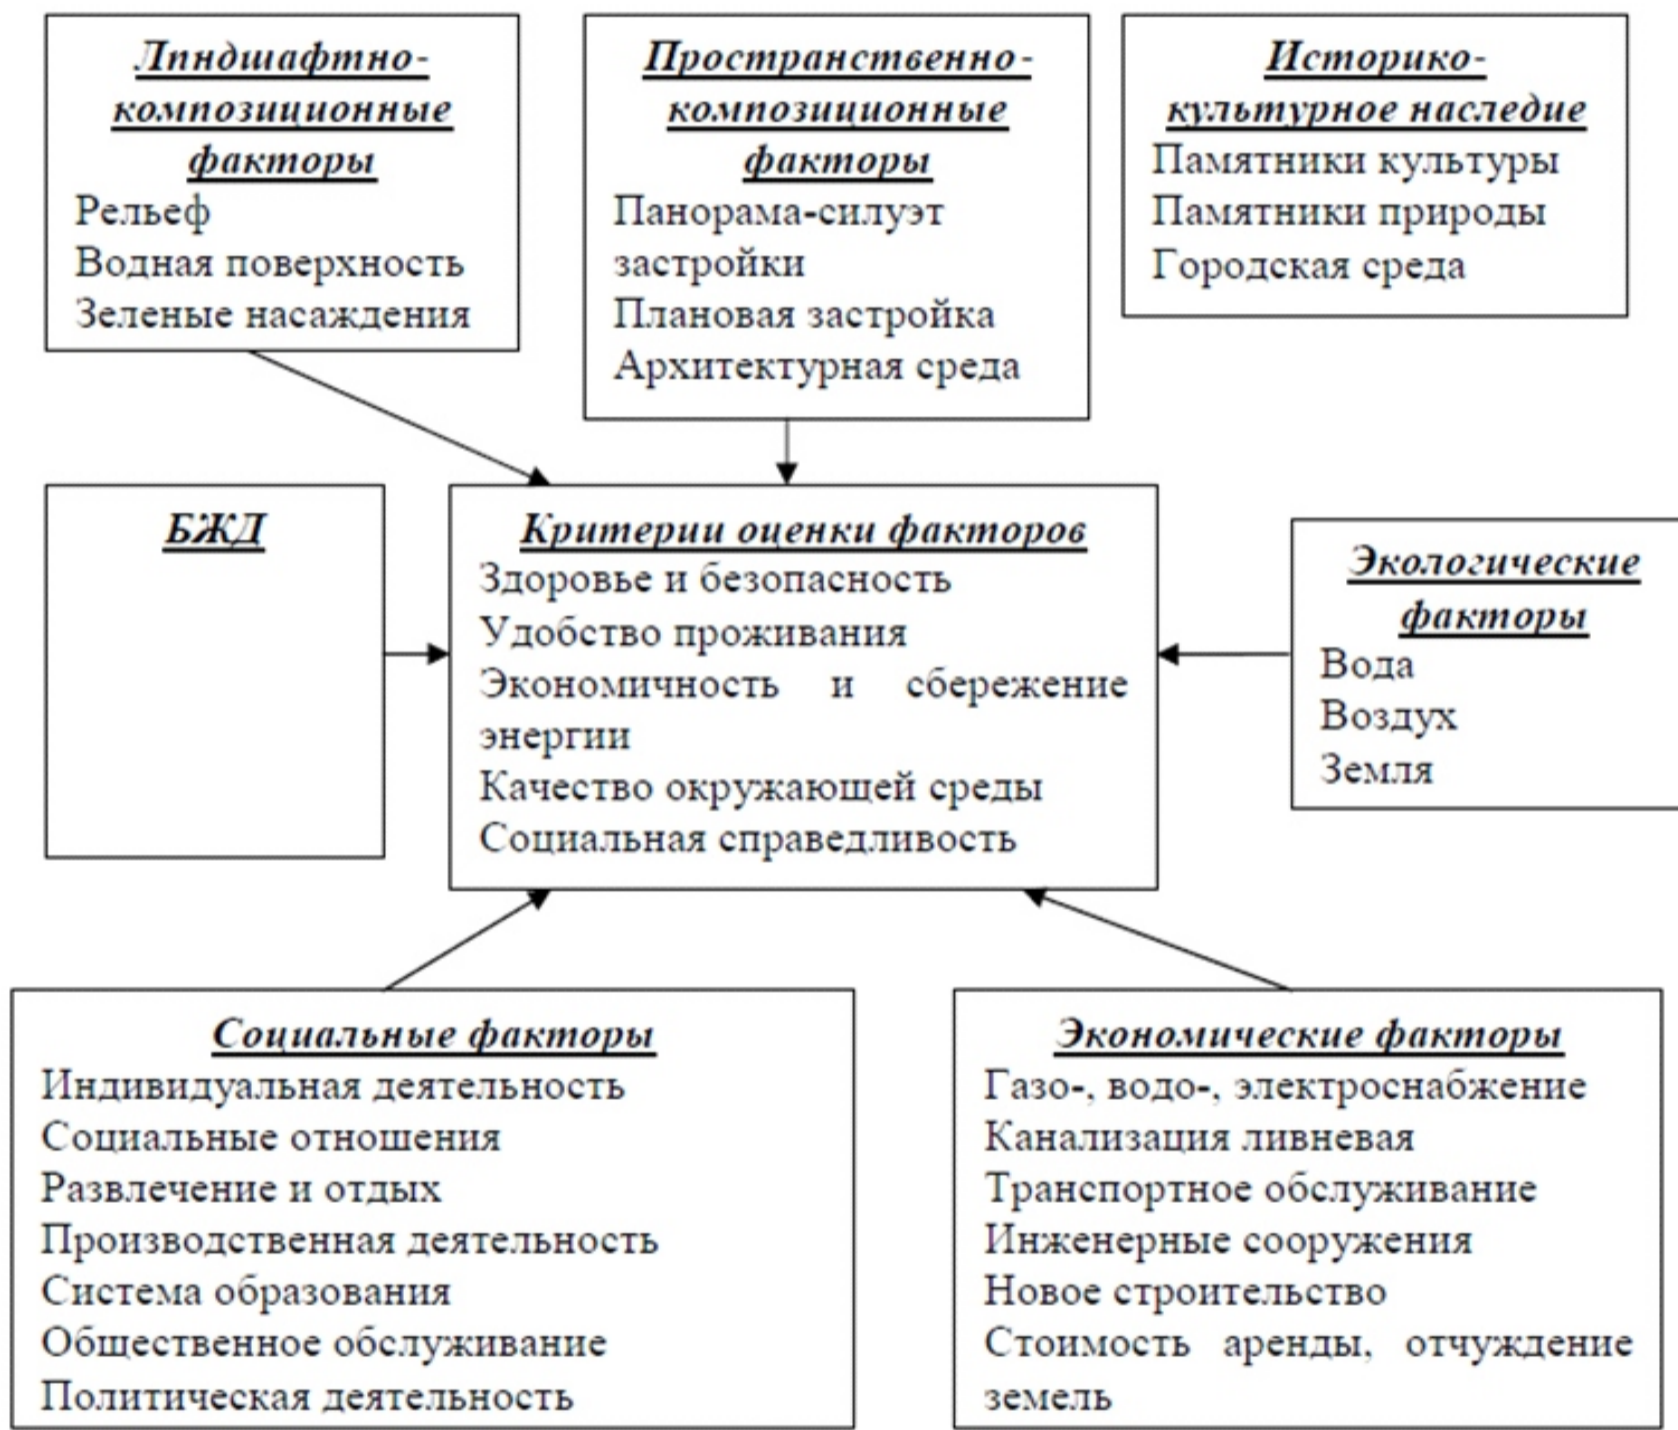 Лпндшафтно-
композиционные
факторы
Рельеф
Водная поверхность
Зеленые насаждения
Пространственно-
композиционные
факторы
Панорама-силуэт
застройки
Плановая застройка
Архитектурная среда
Историко-
культурное наследие
Памятники культуры
Памятники природы
Городская среда
БЖД
Критерии оценки факторов
Здоровье и безопасность
Удобство проживания
Экономичность и сбережение
энергии
Качество окружающей среды
Социальная справедливость
Экологические
факторы
Вода
Воздух
Земля
Социальные факторы
Индивидуальная деятельность
Социальные отношения
Развлечение и отдых
Производственная деятельность
Система образования
Общественное обслуживание
Политическая деятельность
Экономические факторы
Газо-, водо-, электроснабжение
Канализация ливневая
Транспортное обслуживание
Инженерные сооружения
Новое строительство
Стоимость аренды, отчуждение
земель